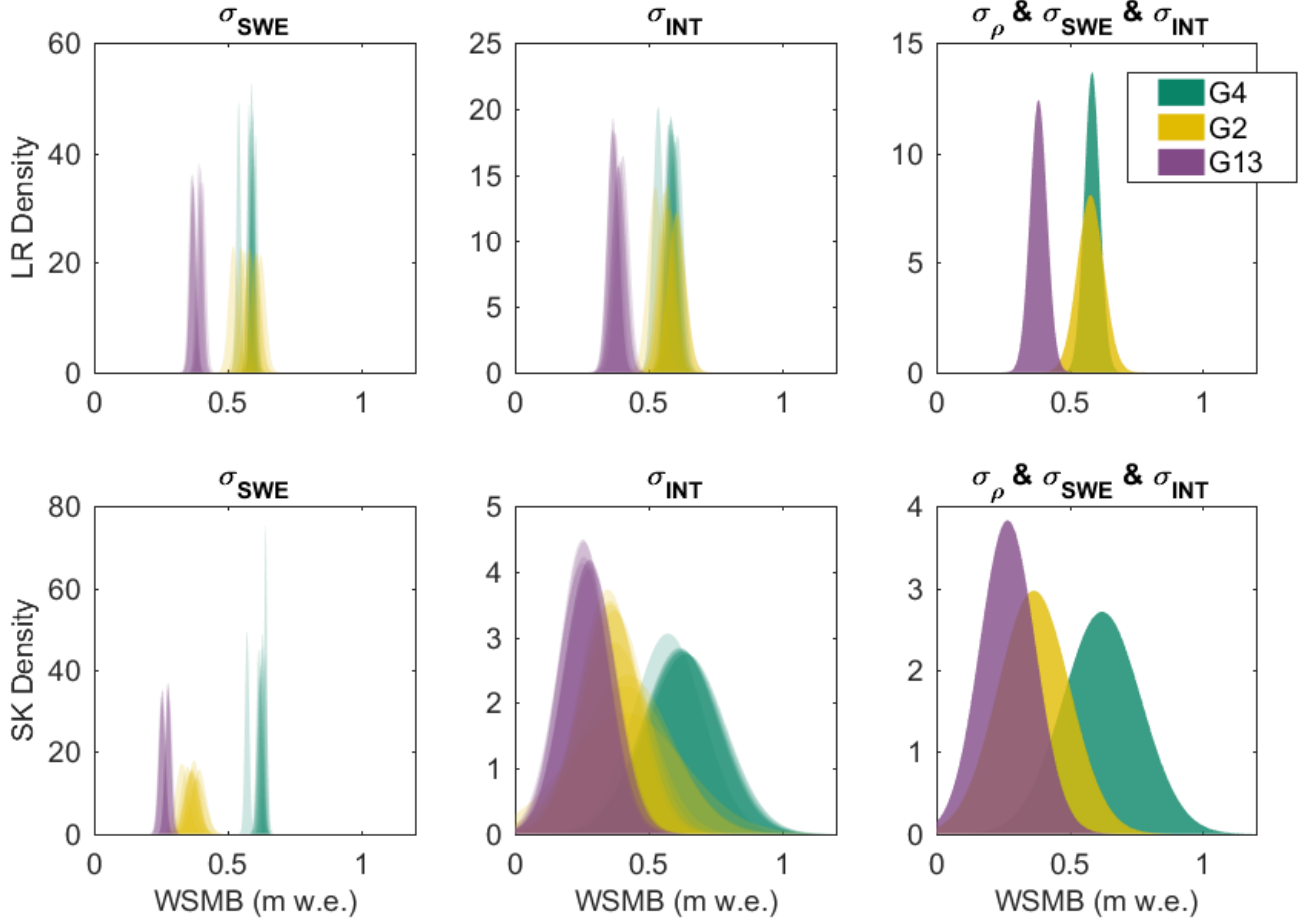 σSWE
σINT
σρ & σSWE & σINT
LR Density
60
40
20
0
0 0.5 1
25
20
15
10
5
0
0 0.5 1
15
10
5
0
0 0.5 1
G4
G2
G13
σSWE
σINT
σρ & σSWE & σINT
SK Density
80
60
40
20
0
0 0.5 1
WSMB (m w.e.)
5
4
3
2
1
0
0 0.5 1
WSMB (m w.e.)
4
3
2
1
0
0 0.5 1
WSMB (m w.e.)